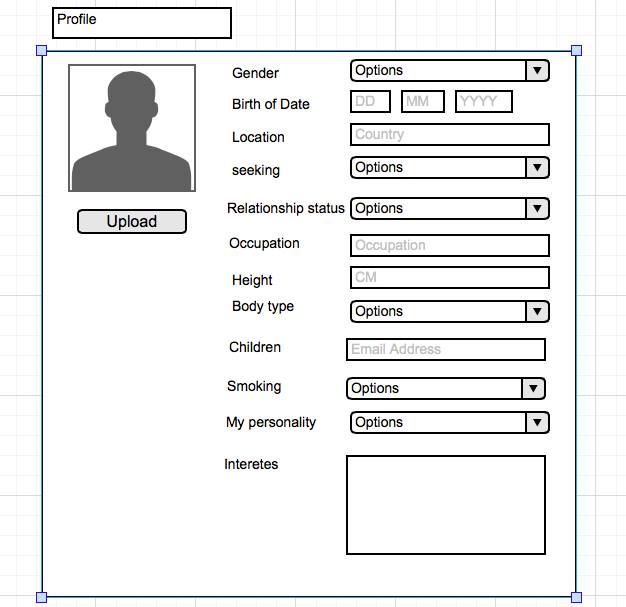 Profile
Gender Options
Birth of Date DD MM YYYY
Location Country
seeking Options
Relationship status Options
Upload
Occupation Occupation
Height CM
Body type Options
Children Email Address
Smoking Options
My personality Options
Interetes